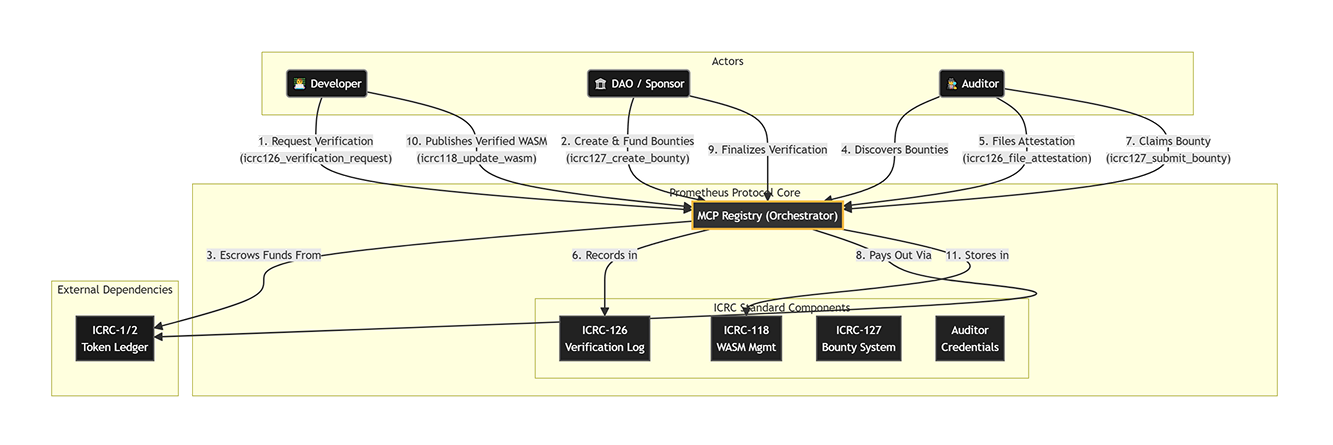 Actors
Developer
DAO / Sponsor
Auditor
1. Request Verification
(icrc126_verification_request)
10. Publishes Verified WASM
(icrc118_update_wasm)
2. Create & Fund Bounties
(icrc127_create_bounty)
9. Finalizes Verification
4. Discovers Bounties
5. Files Attestation
(icrc126_file_attestation)
7. Claims Bounty
(icrc127_submit_bounty)
Prometheus Protocol Core
MCP Registry (Orchestrator)
3. Escrows Funds From
6. Records in
8. Pays Out Via
11. Stores in
External Dependencies
ICRC-1/2
Token Ledger
ICRC Standard Components
ICRC-126
Verification Log
ICRC-118
WASM Mgmt
ICRC-127
Bounty System
Auditor
Credentials